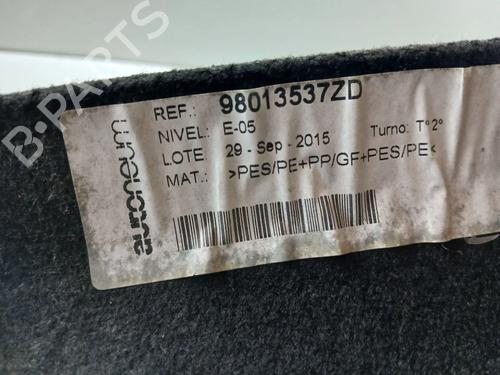 B-PARTS
autoneum
REF.: 98013537ZD
NIVEL: E-05
LOTE: 29 - Sep - 2015 Turno: T°2°
MAT.: >PES/PE+PP/GF+PES/PE<